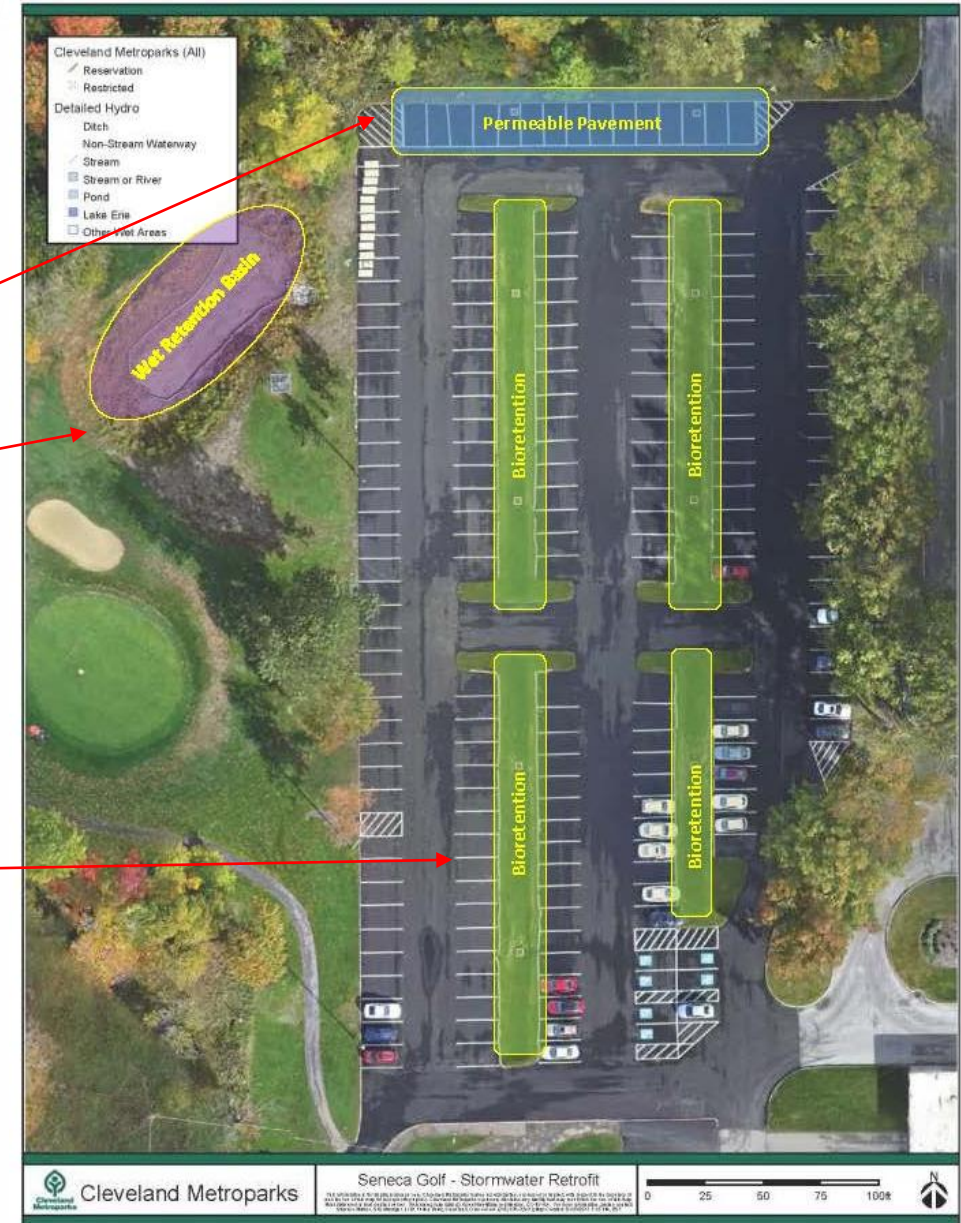 Cleveland Metroparks (All)
Reservation
Restricted
Detailed Hydro
Ditch
Non-Stream Waterway
Stream
Stream or River
Pond
Lake Erie
Other Wet Areas
Permeable Pavement
Wet Retention Basin
Bioretention
Bioretention
Bioretention
Bioretention
Cleveland Metroparks
Cleveland Metroparks
Seneca Golf - Stormwater Retrofit
0 25 50 75 100ft
N